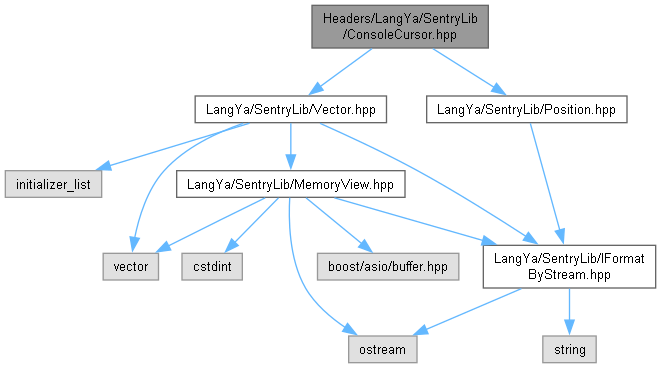 Headers/LangYa/SentryLib
/ConsoleCursor.hpp
LangYa/SentryLib/Vector.hpp
LangYa/SentryLib/Position.hpp
initializer_list
LangYa/SentryLib/MemoryView.hpp
vector
cstdint
boost/asio/buffer.hpp
LangYa/SentryLib/IFormat
ByStream.hpp
ostream
string